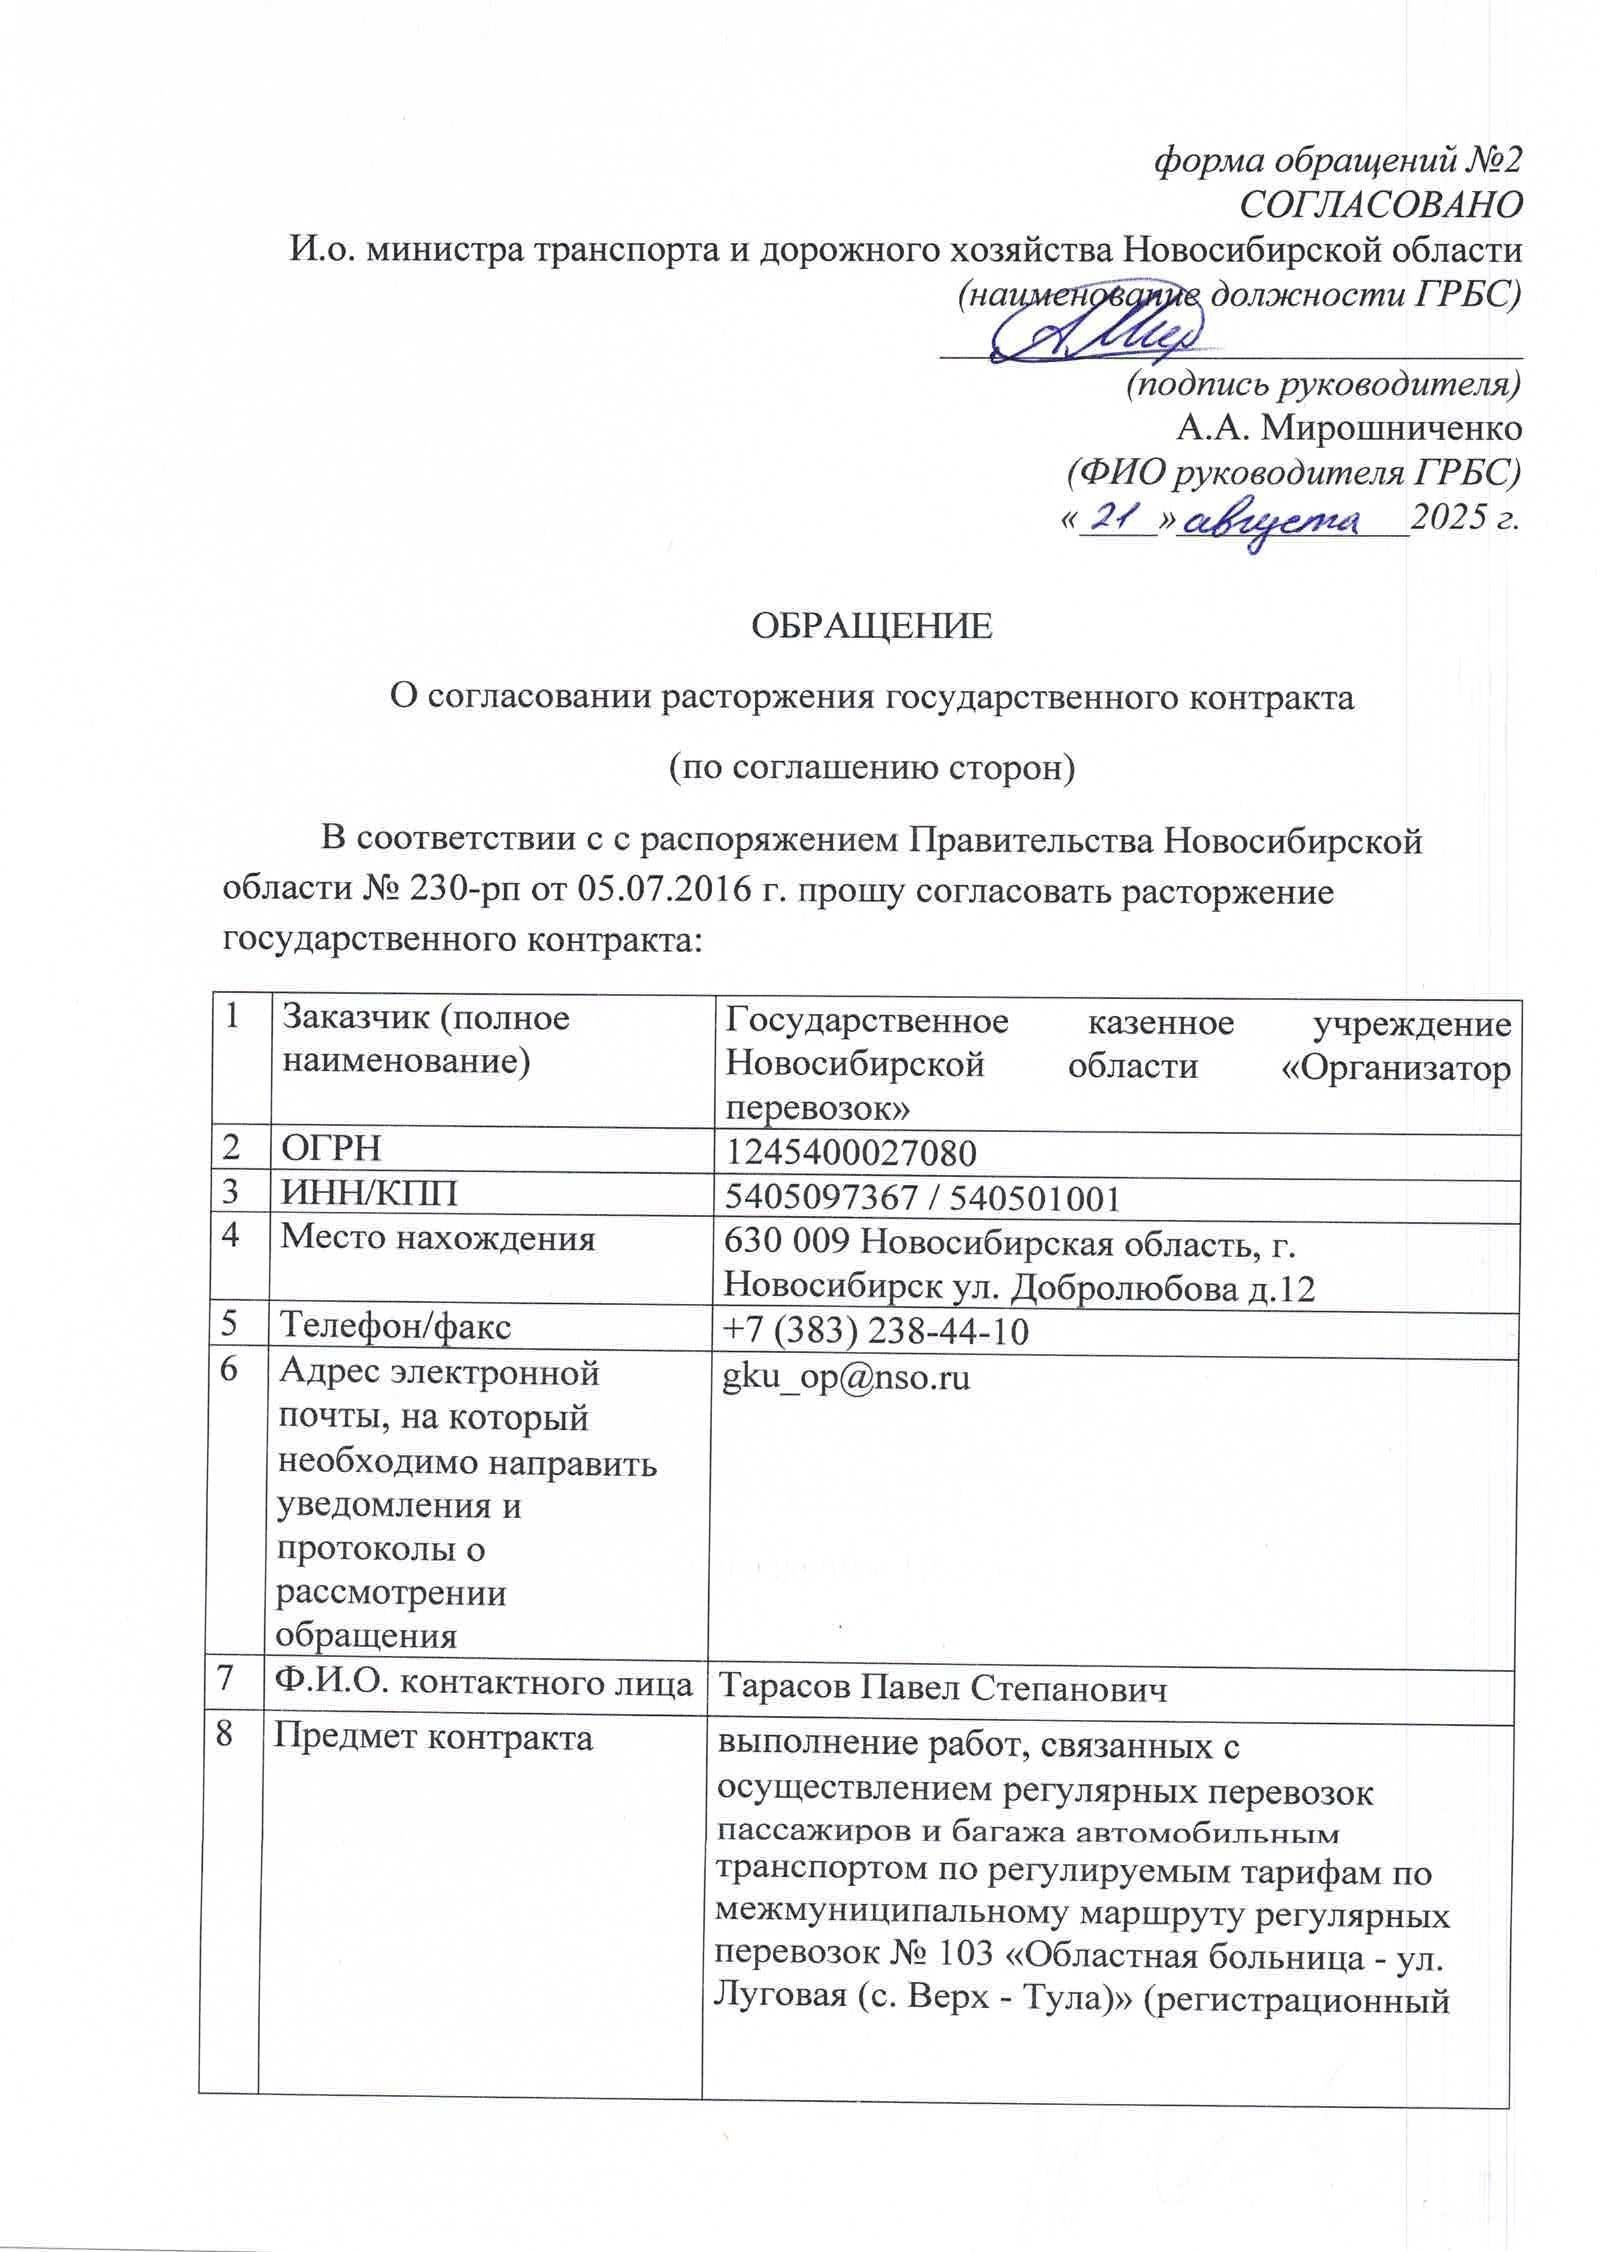 форма обращений №2
СОГЛАСОВАНО
И.о. министра транспорта и дорожного хозяйства Новосибирской области
(наименование должности ГРБС)
(подпись руководителя)
А.А. Мирошниченко
(ФИО руководителя ГРБС)
« 21 » августа 2025 г.
ОБРАЩЕНИЕ
О согласовании расторжения государственного контракта
(по соглашению сторон)
В соответствии с с распоряжением Правительства Новосибирской
области № 230-рп от 05.07.2016 г. прошу согласовать расторжение
государственного контракта:
1 Заказчик (полное
наименование)
Государственное казенное учреждение
Новосибирской области «Организатор
перевозок»
2 ОГРН 1245400027080
3 ИНН/КПП 5405097367 / 540501001
4 Место нахождения
630 009 Новосибирская область, г.
Новосибирск ул. Добролюбова д.12
5 Телефон/факс +7 (383) 238-44-10
6 Адрес электронной
почты, на который
необходимо направить
уведомления и
протоколы о
рассмотрении
обращения
gku_op@nso.ru
7 Ф.И.О. контактного лица Тарасов Павел Степанович
8 Предмет контракта
выполнение работ, связанных с
осуществлением регулярных перевозок
пассажиров и багажа автомобильным
транспортом по регулируемым тарифам по
межмуниципальному маршруту регулярных
перевозок № 103 «Областная больница - ул.
Луговая (с. Верх - Тула)» (регистрационный